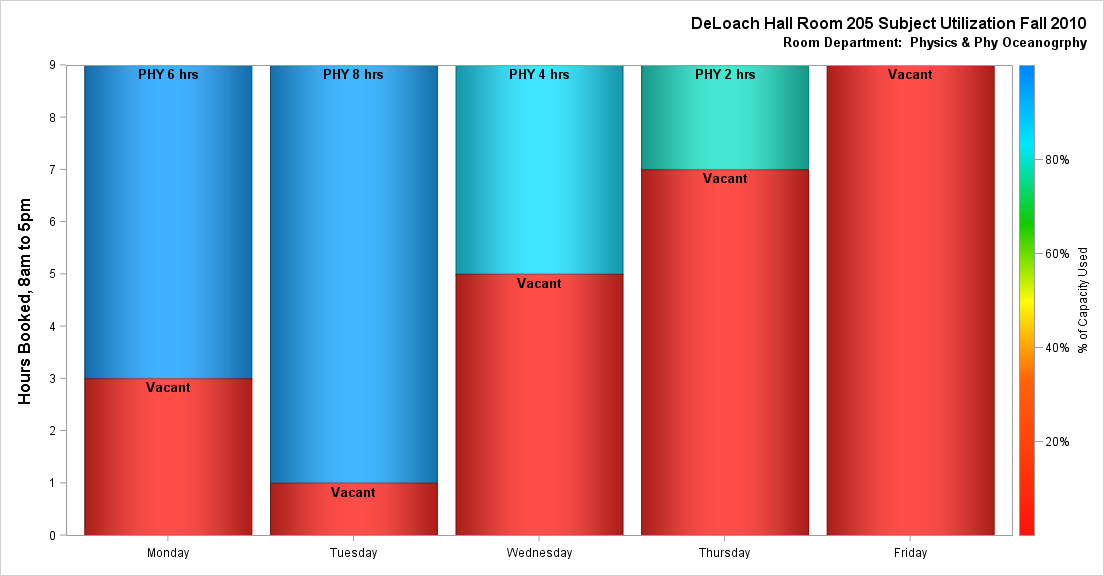 DeLoach Hall Room 205 Subject Utilization Fall 2010
Room Department:  Physics & Phy Oceanogrphy
Hours Booked, 8am to 5pm
9
8
7
6
5
4
3
2
1
0
PHY 6 hrs
Vacant
PHY 8 hrs
Vacant
PHY 4 hrs
Vacant
PHY 2 hrs
Vacant
Vacant
Monday
Tuesday
Wednesday
Thursday
Friday
80%
60%
40%
20%
% of Capacity Used